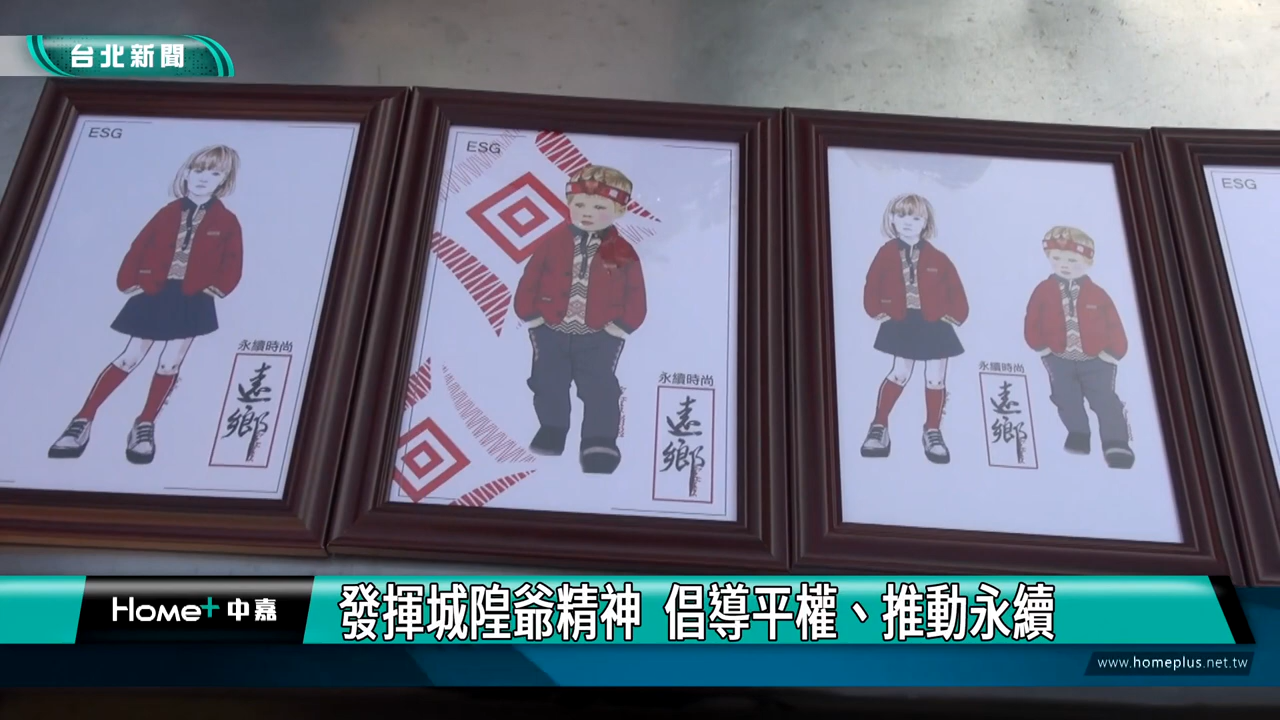 台北新聞
ESG
永續時尚
遠鄉
ESG
永續時尚
遠鄉
永續時尚
遠鄉
ESG
Home+中嘉
發揮城隍爺精神 倡導平權、推動永續
www.homeplus.net.tw